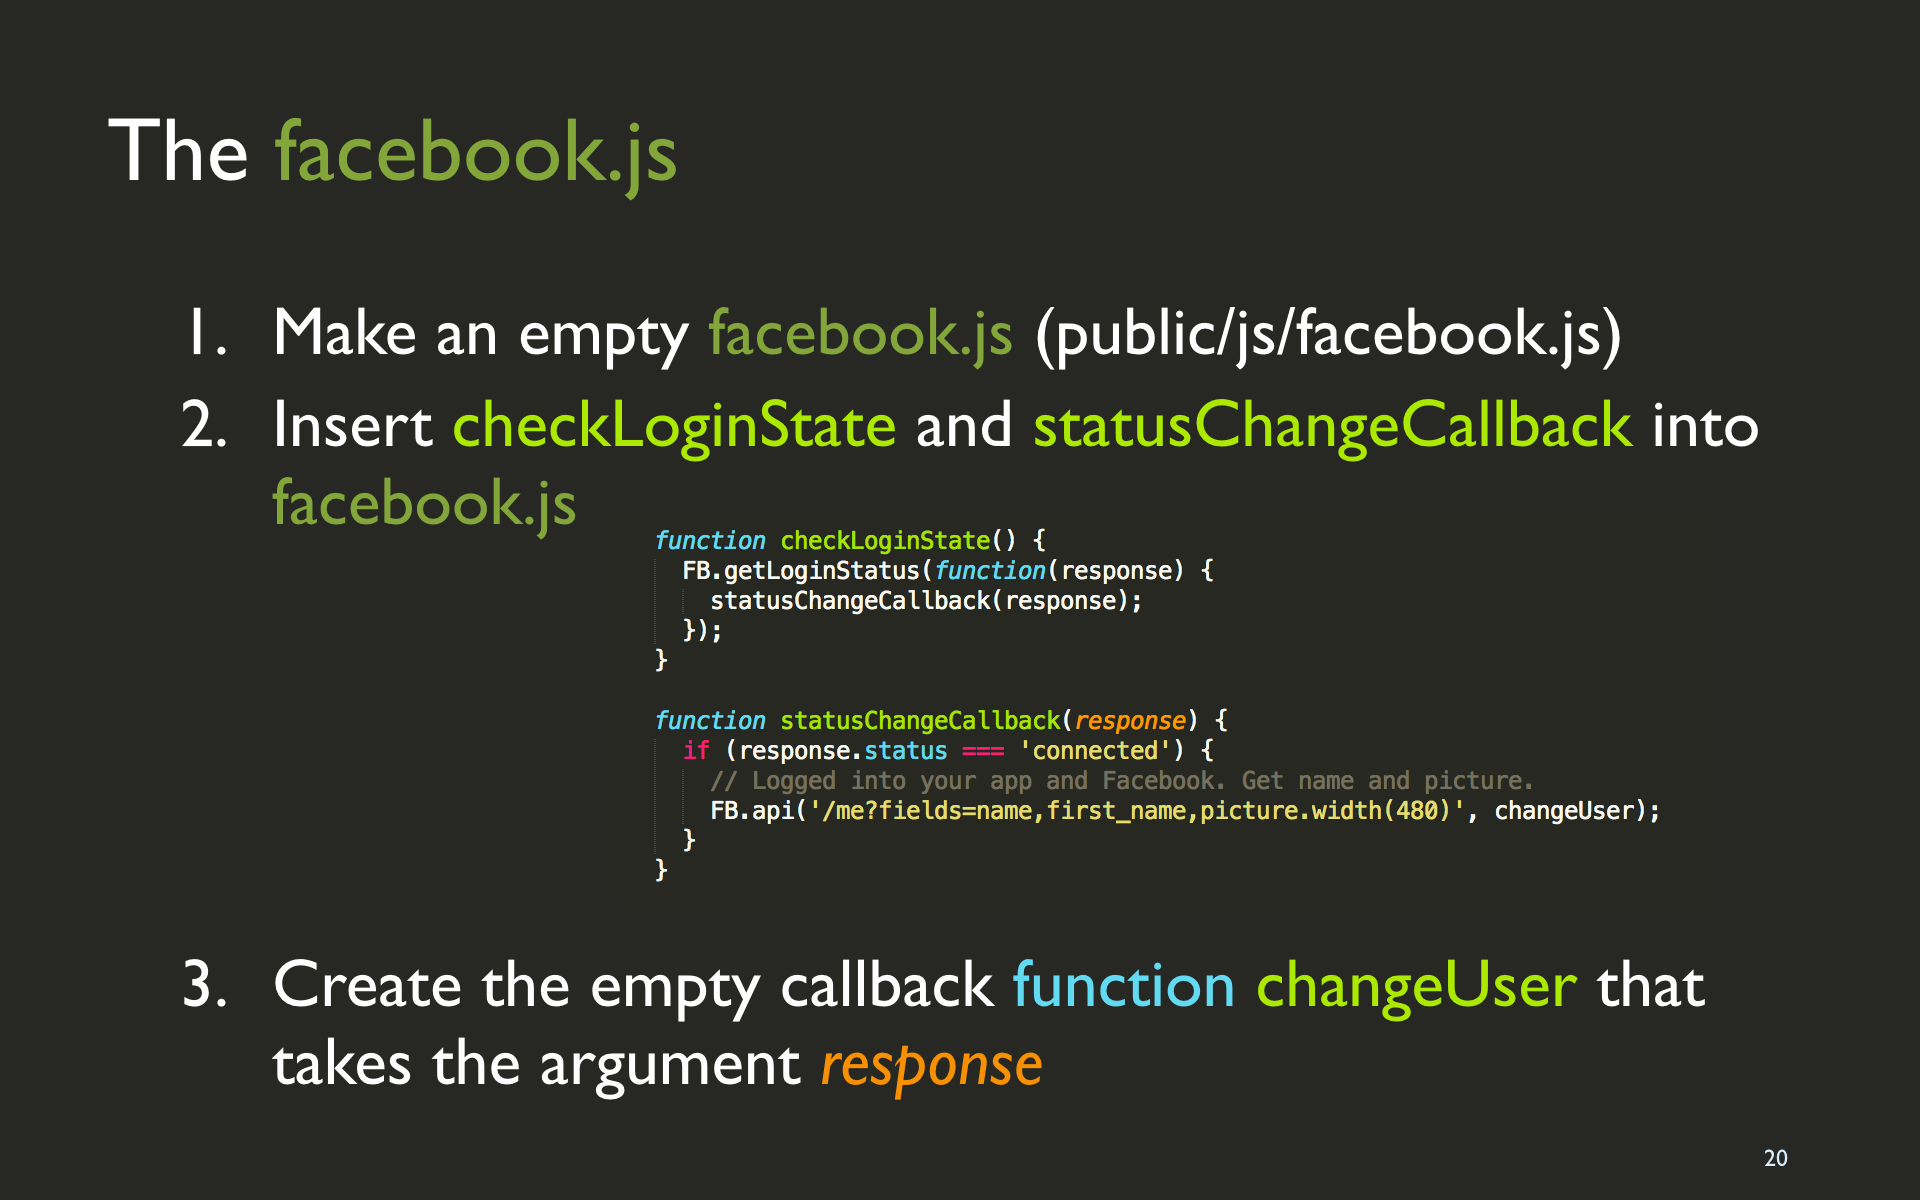 The facebook.js
1. Make an empty facebook.js (public/js/facebook.js)
2. Insert checkLoginState and statusChangeCallback into
facebook.js
function checkLoginState() {
  FB.getLoginStatus(function(response) {
    statusChangeCallback(response);
  });
}
function statusChangeCallback(response) {
  if (response.status === 'connected') {
    // Logged into your app and Facebook. Get name and picture.
    FB.api('/me?fields=name,first_name,picture.width(480)', changeUser);
  }
}
3. Create the empty callback function changeUser that
takes the argument response
20